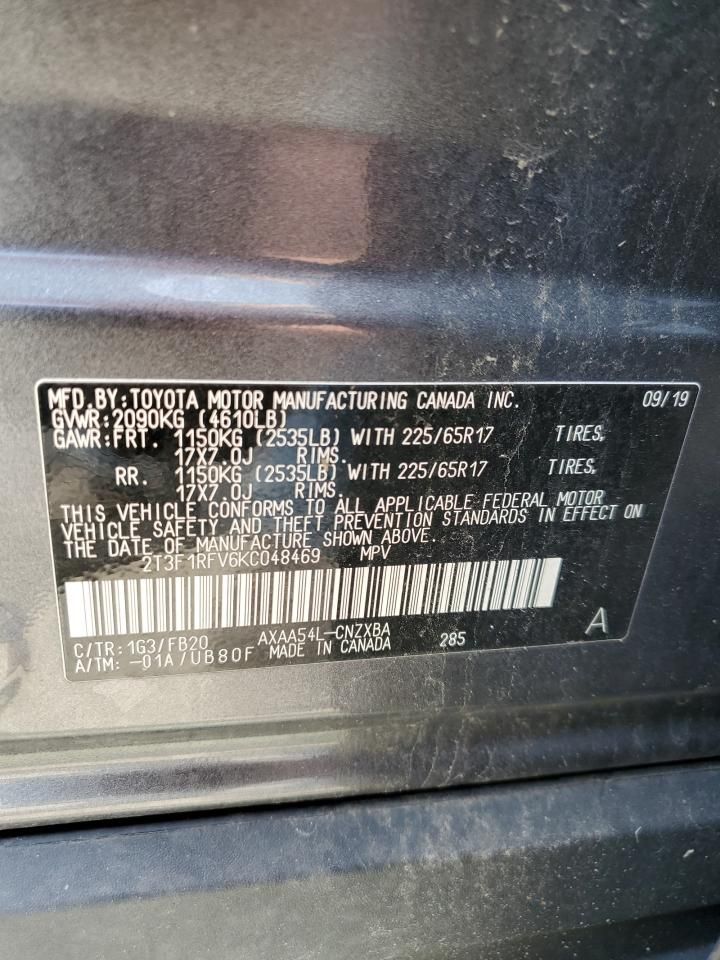 MFD.BY:TOYOTA MOTOR MANUFACTURING CANADA INC. 09/19
GVWR:2090KG (4610LB)
GAWR:FRT. 1150KG (2535LB) WITH 225/65R17 TIRES,
17X7.0J RIMS.
RR. 1150KG (2535LB) WITH 225/65R17 TIRES,
17X7.0J RIMS.
THIS VEHICLE CONFORMS TO ALL APPLICABLE FEDERAL MOTOR
VEHICLE SAFETY AND THEFT PREVENTION STANDARDS IN EFFECT ON
THE DATE OF MANUFACTURE SHOWN ABOVE.
2T3F1RFV6KC048469 MPV
C/TR:1G3/FB20 AXAA54L-CNZXBA A
A/TM:-01A/UB80F MADE IN CANADA 285